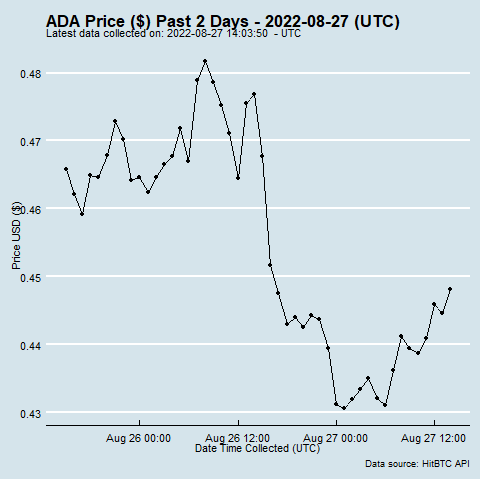 ADA Price ($) Past 2 Days - 2022-08-27 (UTC)
Latest data collected on: 2022-08-27 14:03:50  - UTC
0.48
0.47
0.46
0.45
0.44
0.43
Price USD ($)
Aug 26 00:00 Aug 26 12:00 Aug 27 00:00 Aug 27 12:00
Date Time Collected (UTC)
Data source: HitBTC API